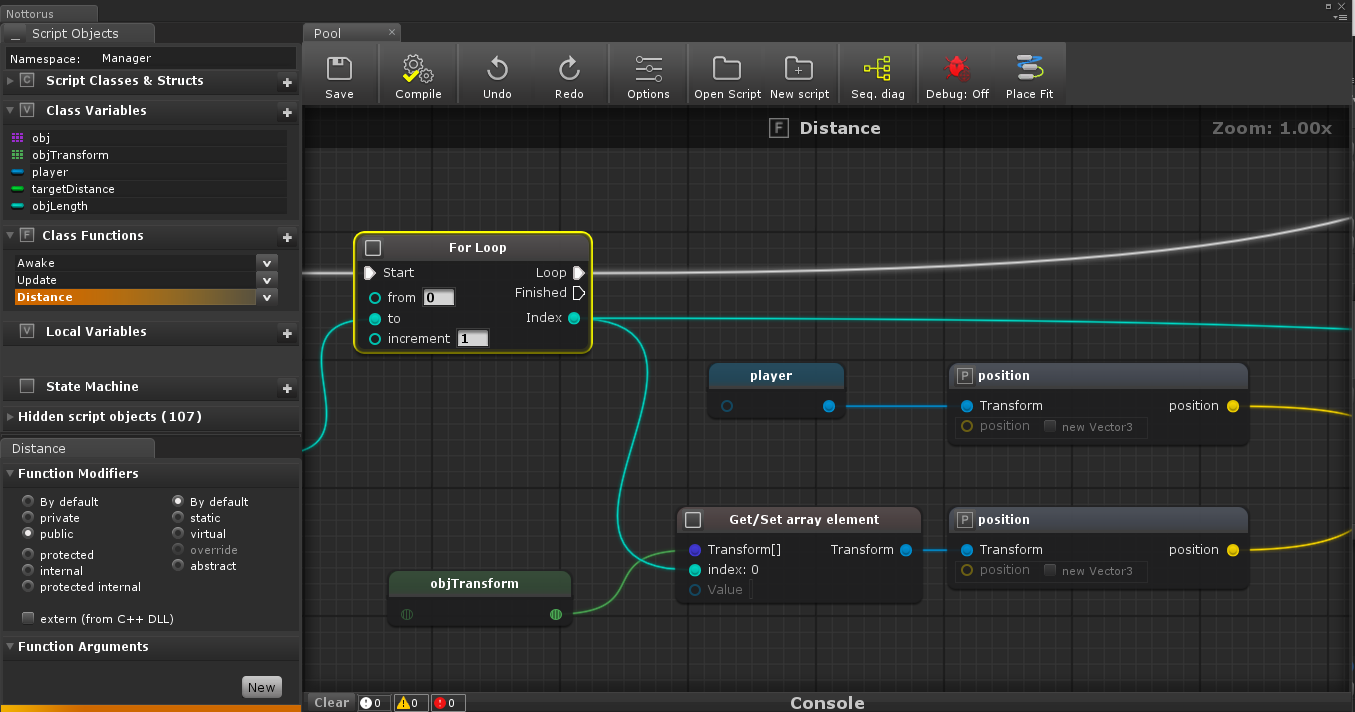 Nottorus
Script Objects
Namespace: Manager
C Script Classes & Structs +
V Class Variables +
obj
objTransform
player
targetDistance
objLength
F Class Functions +
Awake v
Update v
Distance v
V Local Variables +
State Machine +
Hidden script objects (107)
Distance
Function Modifiers
By default By default
private static
public virtual
protected override
internal abstract
protected internal
extern (from C++ DLL)
Function Arguments
New
Pool ×
Save Compile Undo Redo Options Open Script New script Seq. diag Debug: Off Place Fit
F Distance
Zoom: 1.00x
For Loop
Start Loop
from 0 Finished
to Index
increment 1
player
P position
Transform position
position new Vector3
objTransform
Get/Set array element
Transform[] Transform
index: 0
Value
P position
Transform position
position new Vector3
Clear ! 0 ! 0 ! 0 Console